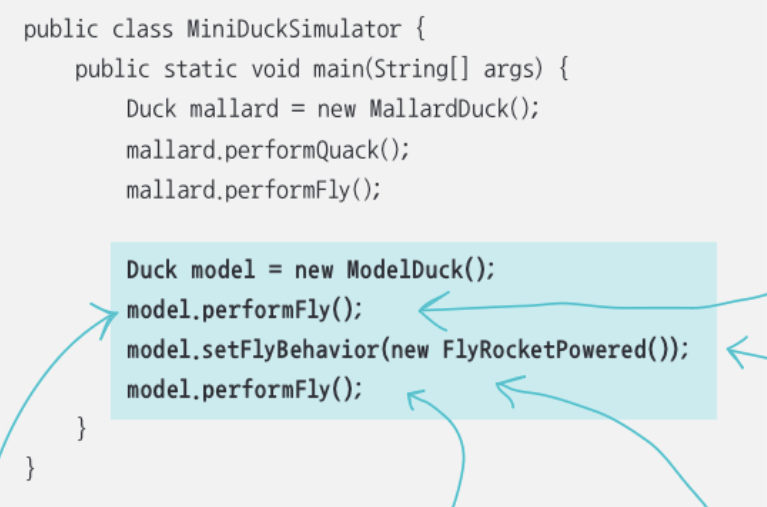 public class MiniDuckSimulator {
public static void main(String[] args) {
Duck mallard = new MallardDuck();
mallard.performQuack();
mallard.performFly();
Duck model = new ModelDuck();
model.performFly();
model.setFlyBehavior(new FlyRocketPowered());
model.performFly();
}
}